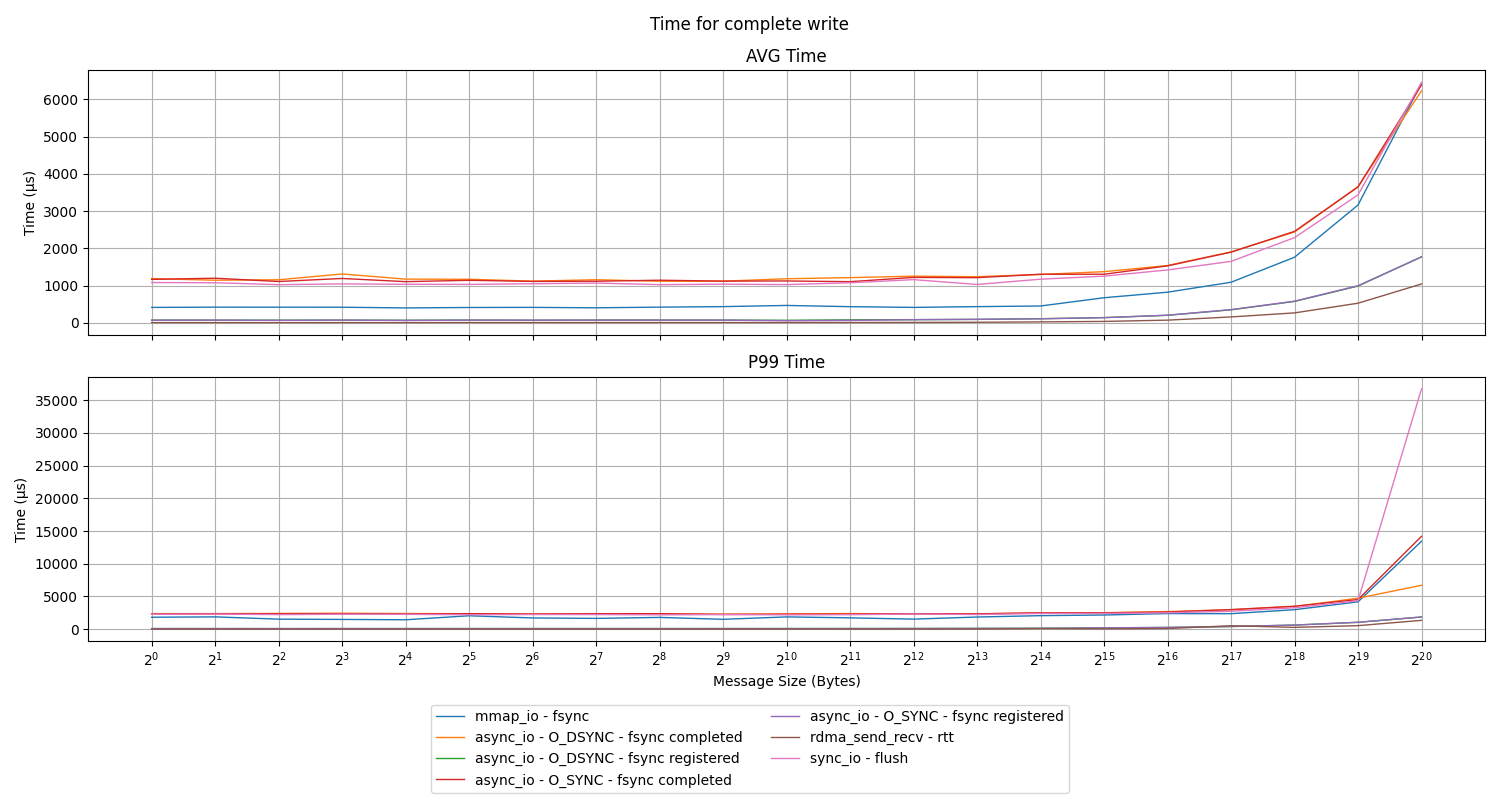 Time for complete write
AVG Time
6000
5000
4000
3000
2000
1000
0
Time (µs)
P99 Time
35000
30000
25000
20000
15000
10000
5000
0
Time (µs)
2^0 2^1 2^2 2^3 2^4 2^5 2^6 2^7 2^8 2^9 2^10 2^11 2^12 2^13 2^14 2^15 2^16 2^17 2^18 2^19 2^20
Message Size (Bytes)
mmap_io - fsync
async_io - O_DSYNC - fsync completed
async_io - O_DSYNC - fsync registered
async_io - O_SYNC - fsync completed
async_io - O_SYNC - fsync registered
rdma_send_recv - rtt
sync_io - flush